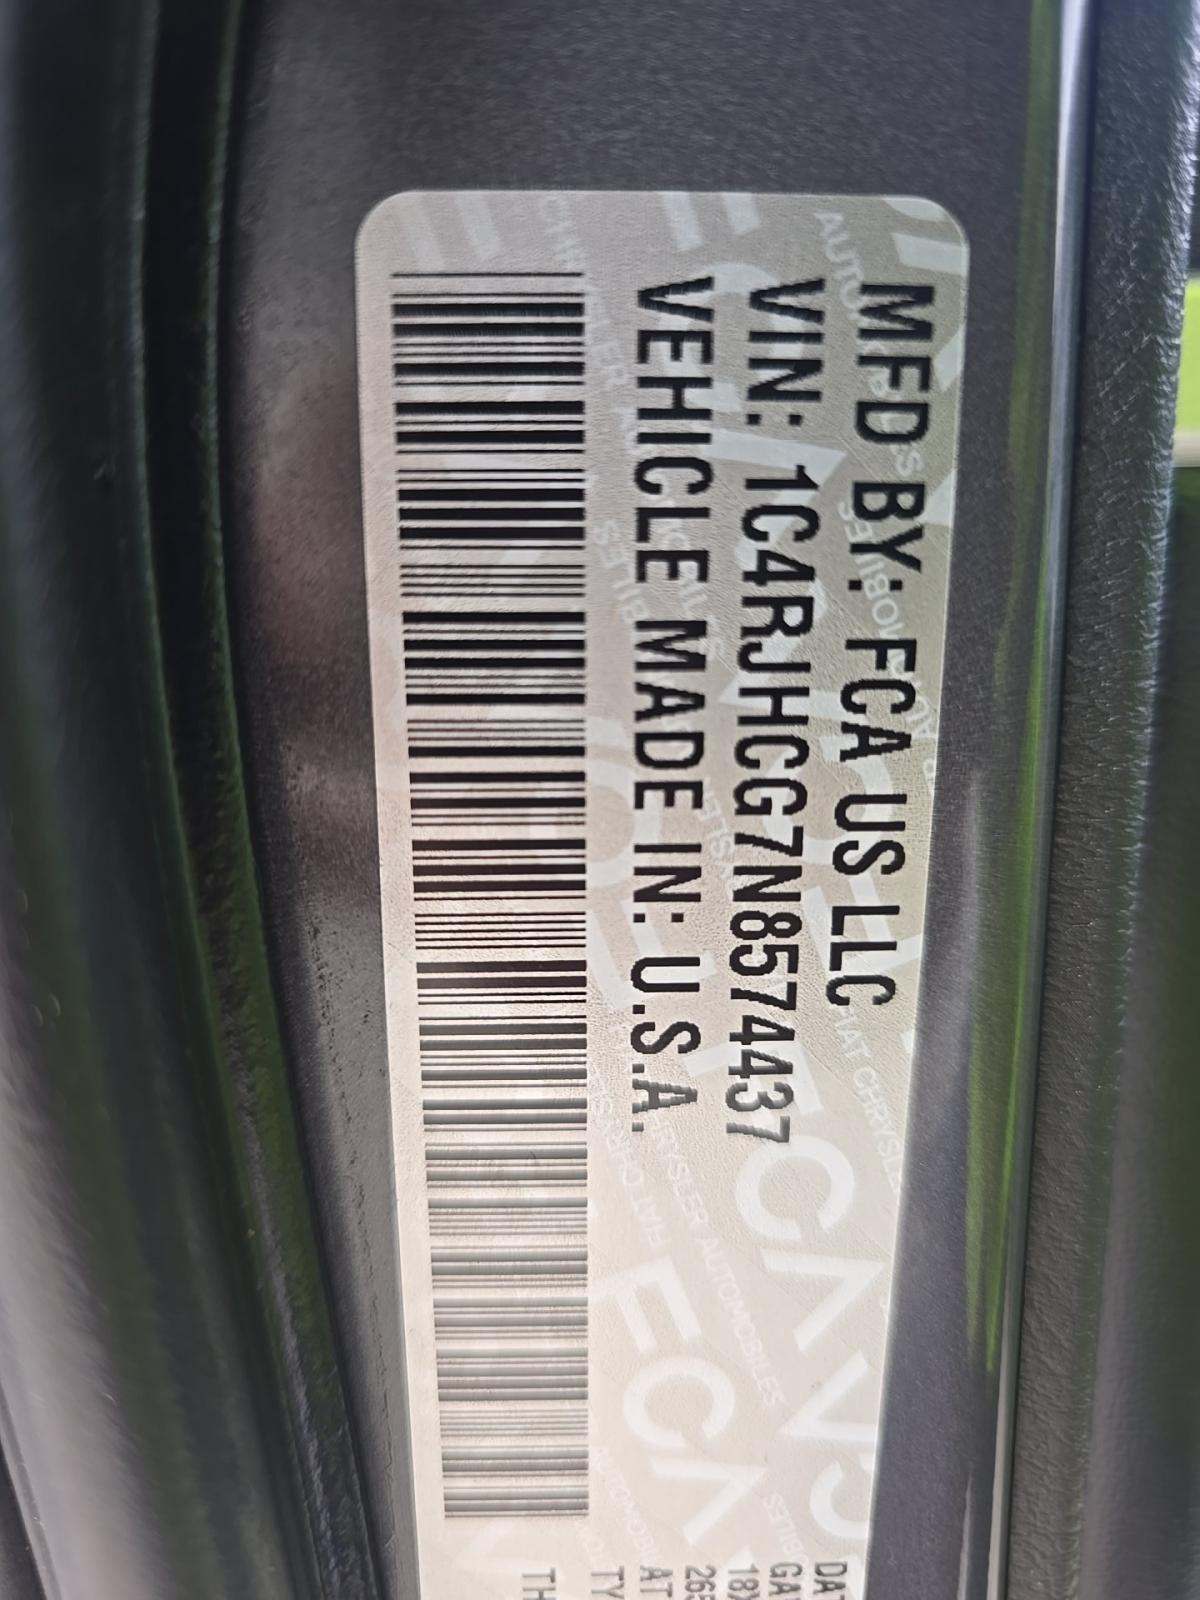 MFD BY: FCA US LLC
VIN: 1C4RJHCG7N8574437
VEHICLE MADE IN: U.S.A.